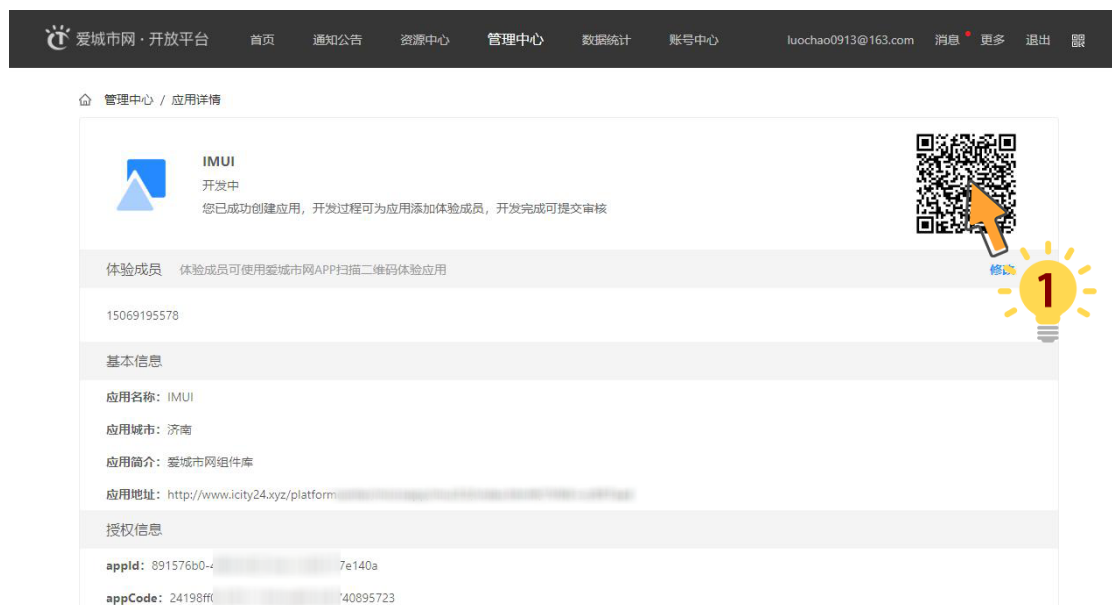 爱城市网·开放平台 首页 通知公告 资源中心 管理中心 数据统计 账号中心 luochao0913@163.com 消息 更多 退出
管理中心 / 应用详情
IMUI
开发中
您已成功创建应用，开发过程可为应用添加体验成员，开发完成可提交审核
体验成员 体验成员可使用爱城市网APP扫描二维码体验应用 修改
1
15069195578
基本信息
应用名称：IMUI
应用城市：济南
应用简介：爱城市网组件库
应用地址：http://www.icity24.xyz/platform
授权信息
appId：891576b0- 7e140a
appCode：24198ff 40895723